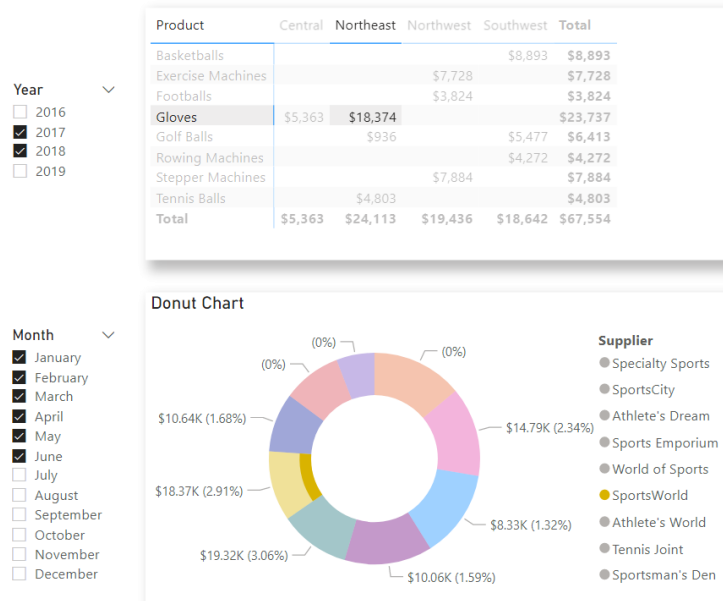 Product Central Northeast Northwest Southwest Total
Basketballs $8,893 $8,893
Exercise Machines $7,728 $7,728
Footballs $3,824 $3,824
Gloves $5,363 $18,374 $23,737
Golf Balls $936 $5,477 $6,413
Rowing Machines $4,272 $4,272
Stepper Machines $7,884 $7,884
Tennis Balls $4,803 $4,803
Total $5,363 $24,113 $19,436 $18,642 $67,554
Year
2016
2017
2018
2019
Month
January
February
March
April
May
June
July
August
September
October
November
December
Donut Chart
(0%)
(0%)
(0%)
$10.64K (1.68%)
$14.79K (2.34%)
$18.37K (2.91%)
$8.33K (1.32%)
$19.32K (3.06%)
$10.06K (1.59%)
Supplier
Specialty Sports
SportsCity
Athlete's Dream
Sports Emporium
World of Sports
SportsWorld
Athlete's World
Tennis Joint
Sportsman's Den